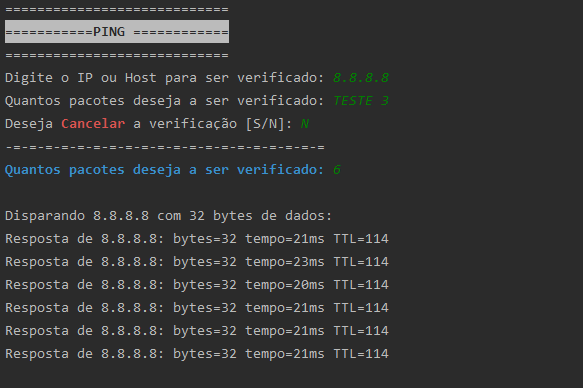 ============================
===========PING ============
============================
Digite o IP ou Host para ser verificado: 8.8.8.8
Quantos pacotes deseja a ser verificado: TESTE 3
Deseja Cancelar a verificação [S/N]: N
-=-=-=-=-=-=-=-=-=-=-=-=-=-=-=-=-=-=-=-=
Quantos pacotes deseja a ser verificado: 6
Disparando 8.8.8.8 com 32 bytes de dados:
Resposta de 8.8.8.8: bytes=32 tempo=21ms TTL=114
Resposta de 8.8.8.8: bytes=32 tempo=23ms TTL=114
Resposta de 8.8.8.8: bytes=32 tempo=20ms TTL=114
Resposta de 8.8.8.8: bytes=32 tempo=21ms TTL=114
Resposta de 8.8.8.8: bytes=32 tempo=21ms TTL=114
Resposta de 8.8.8.8: bytes=32 tempo=21ms TTL=114